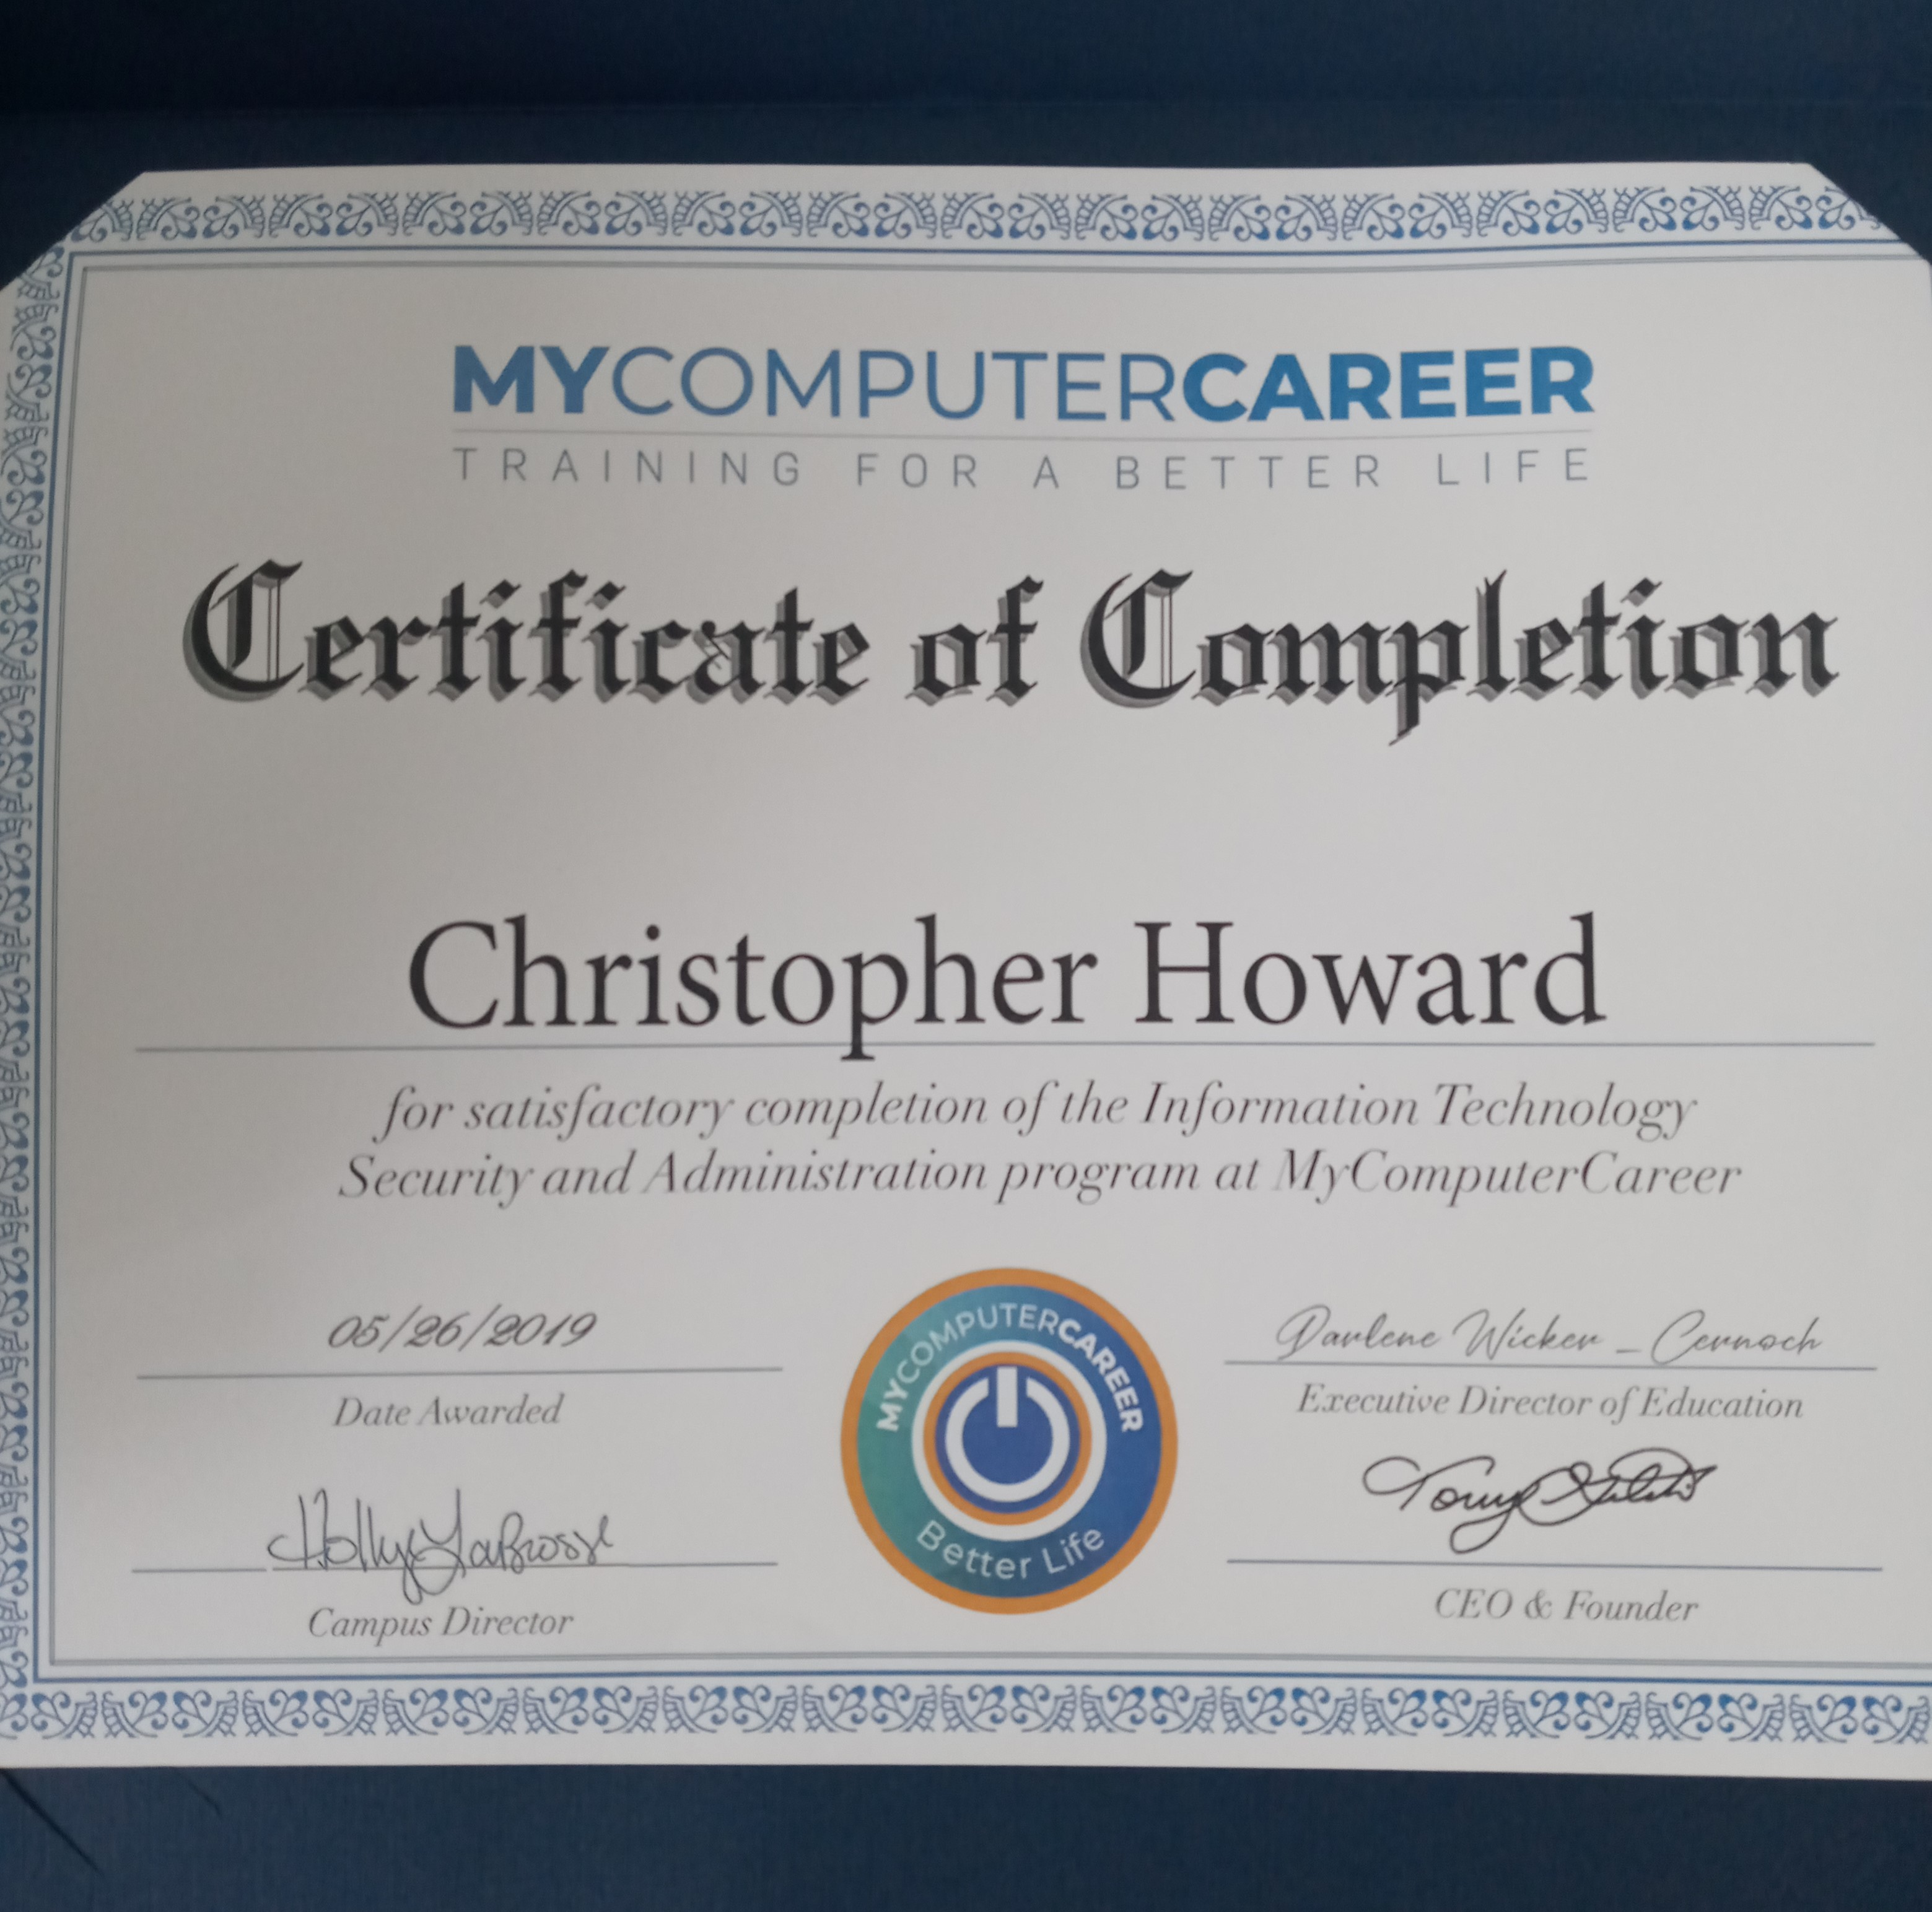 MYCOMPUTERCAREER
TRAINING FOR A BETTER LIFE
Certificate of Completion
Christopher Howard
for satisfactory completion of the Information Technology
Security and Administration program at MyComputerCareer
05/26/2019
Date Awarded
Holly LaBrosse
Campus Director
MYCOMPUTERCAREER
Better Life
Darlene Wicker - Cernoch
Executive Director of Education
Tony
CEO & Founder